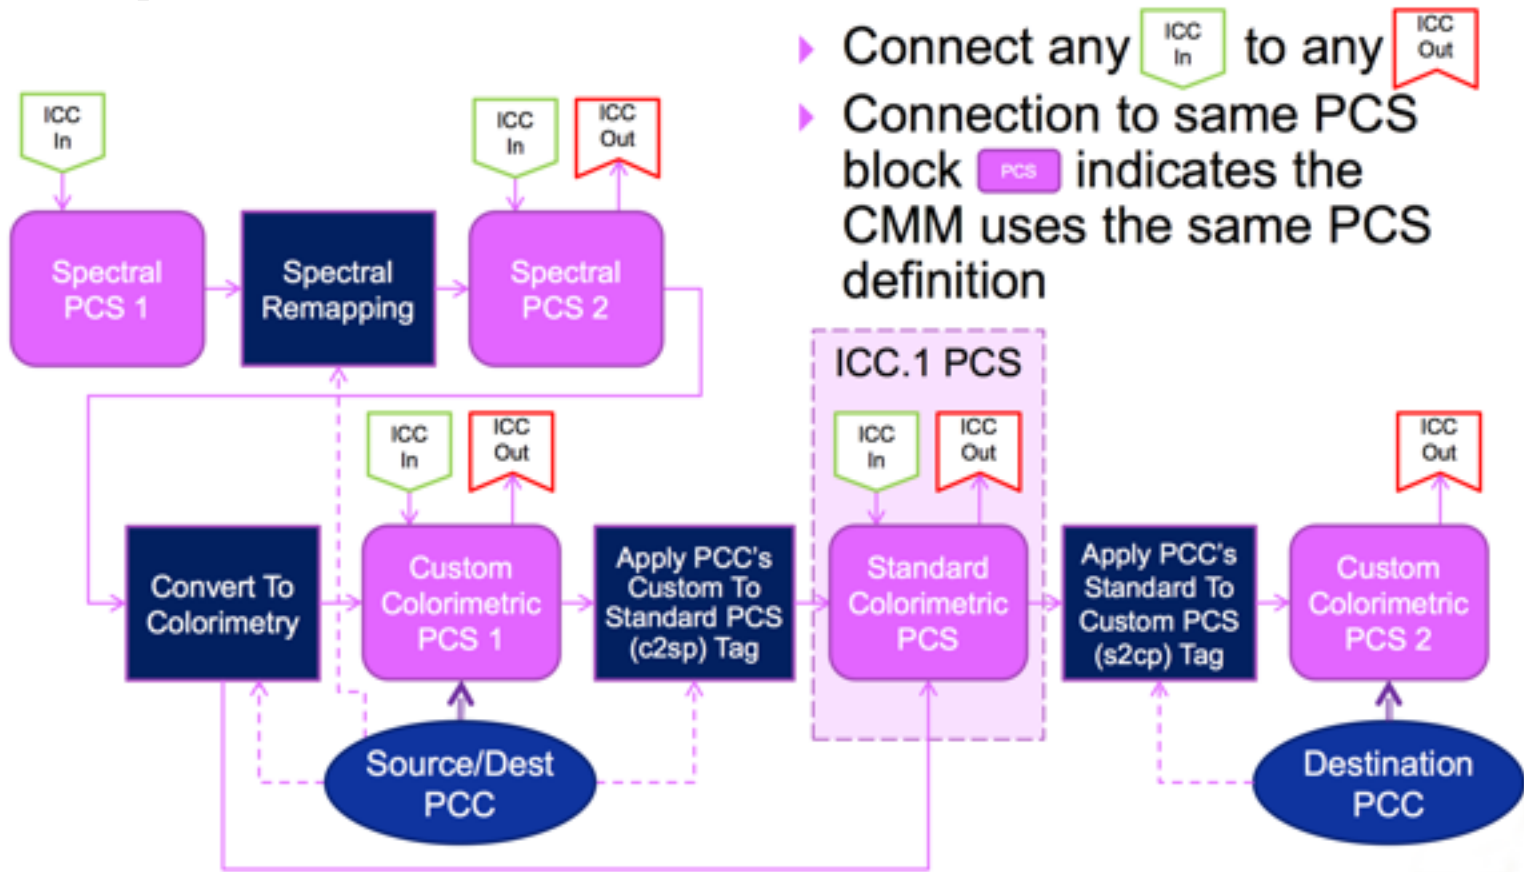 Connect any ICC In to any ICC Out
Connection to same PCS
block PCS indicates the
CMM uses the same PCS
definition
ICC
In
ICC
In
ICC
Out
Spectral
PCS 1
Spectral
Remapping
Spectral
PCS 2
ICC.1 PCS
ICC
In
ICC
Out
ICC
In
ICC
Out
ICC
Out
Convert To
Colorimetry
Custom
Colorimetric
PCS 1
Apply PCC's
Custom To
Standard PCS
(c2sp) Tag
Standard
Colorimetric
PCS
Apply PCC's
Standard To
Custom PCS
(s2cp) Tag
Custom
Colorimetric
PCS 2
Source/Dest
PCC
Destination
PCC